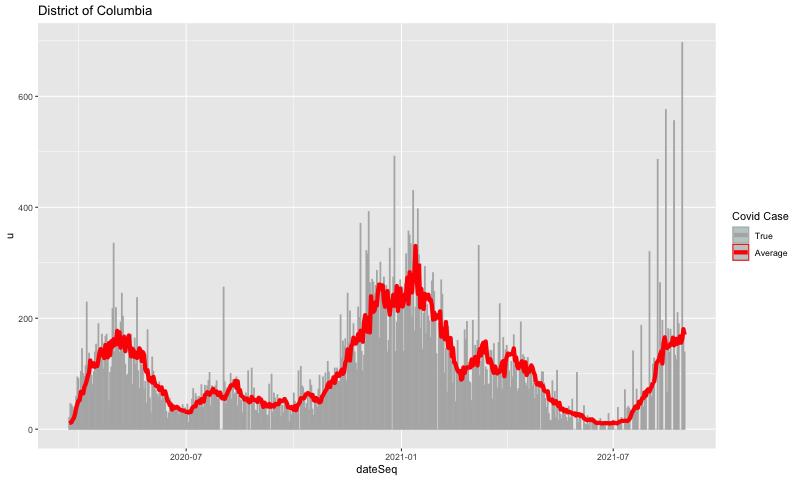 District of Columbia
600
400
200
0
u
2020-07
2021-01
2021-07
dateSeq
Covid Case
True
Average